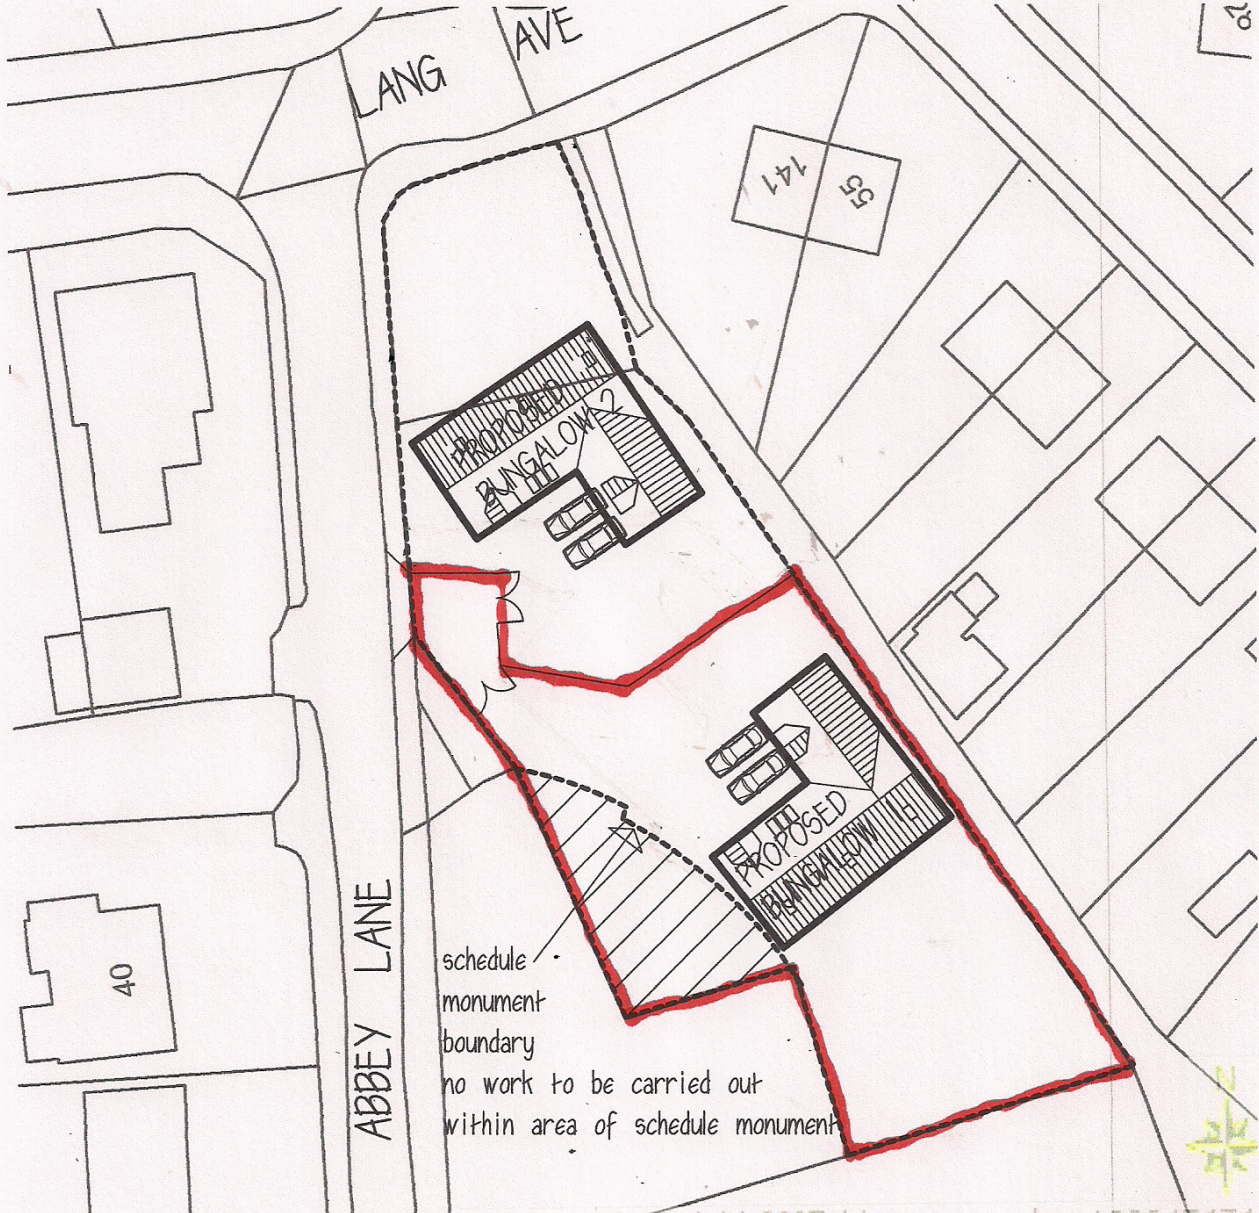 LANG AVE
141
55
PROPOSED
BUNGALOW 2
PROPOSED
BUNGALOW 1
40
ABBEY LANE
schedule
monument
boundary
no work to be carried out
within area of schedule monument
N